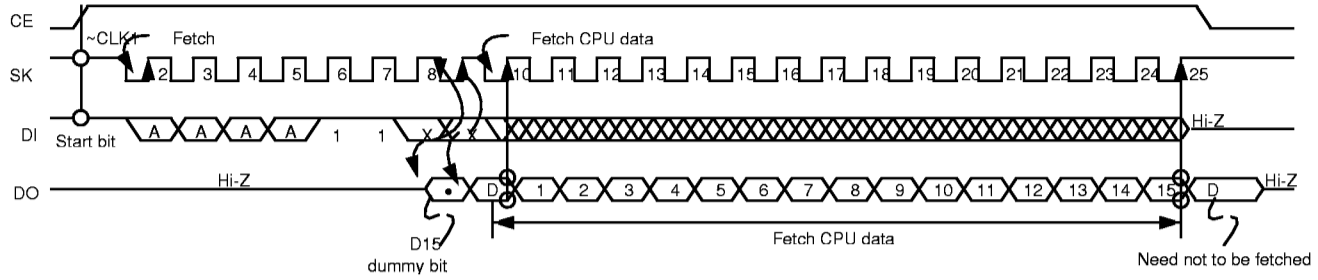 CE
~CLK1 Fetch Fetch CPU data
SK 2 3 4 5 6 7 8 10 11 12 13 14 15 16 17 18 19 20 21 22 23 24 25
DI Start bit A A A A 1 1 X X X Hi-Z
DO Hi-Z D 1 2 3 4 5 6 7 8 9 10 11 12 13 14 15 D Hi-Z
D15
dummy bit
Fetch CPU data
Need not to be fetched